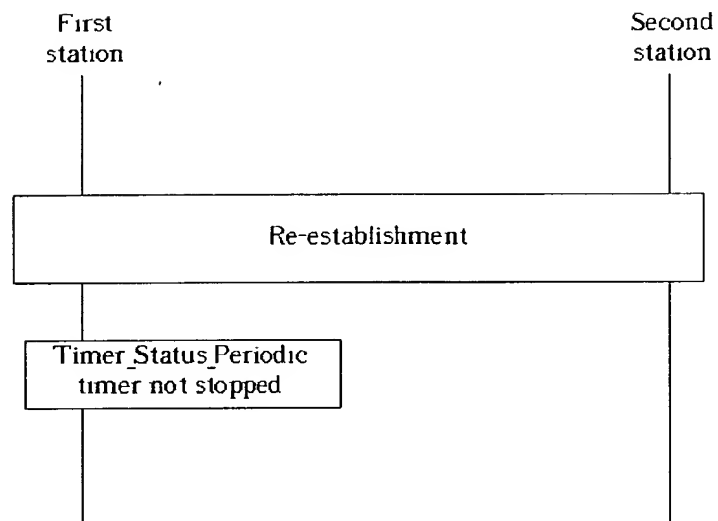 First
station
Second
station
Re-establishment
Timer_Status_Periodic
timer not stopped